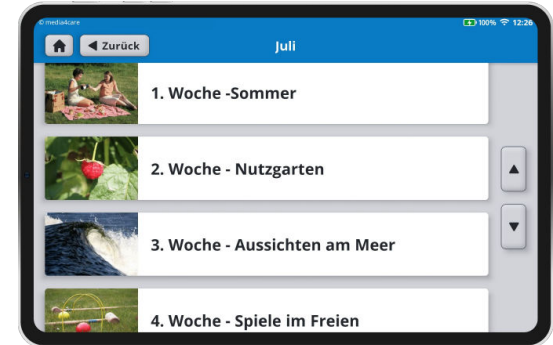 © media4care
100% 12:26
Zurück
Juli
1. Woche -Sommer
2. Woche - Nutzgarten
3. Woche - Aussichten am Meer
4. Woche - Spiele im Freien